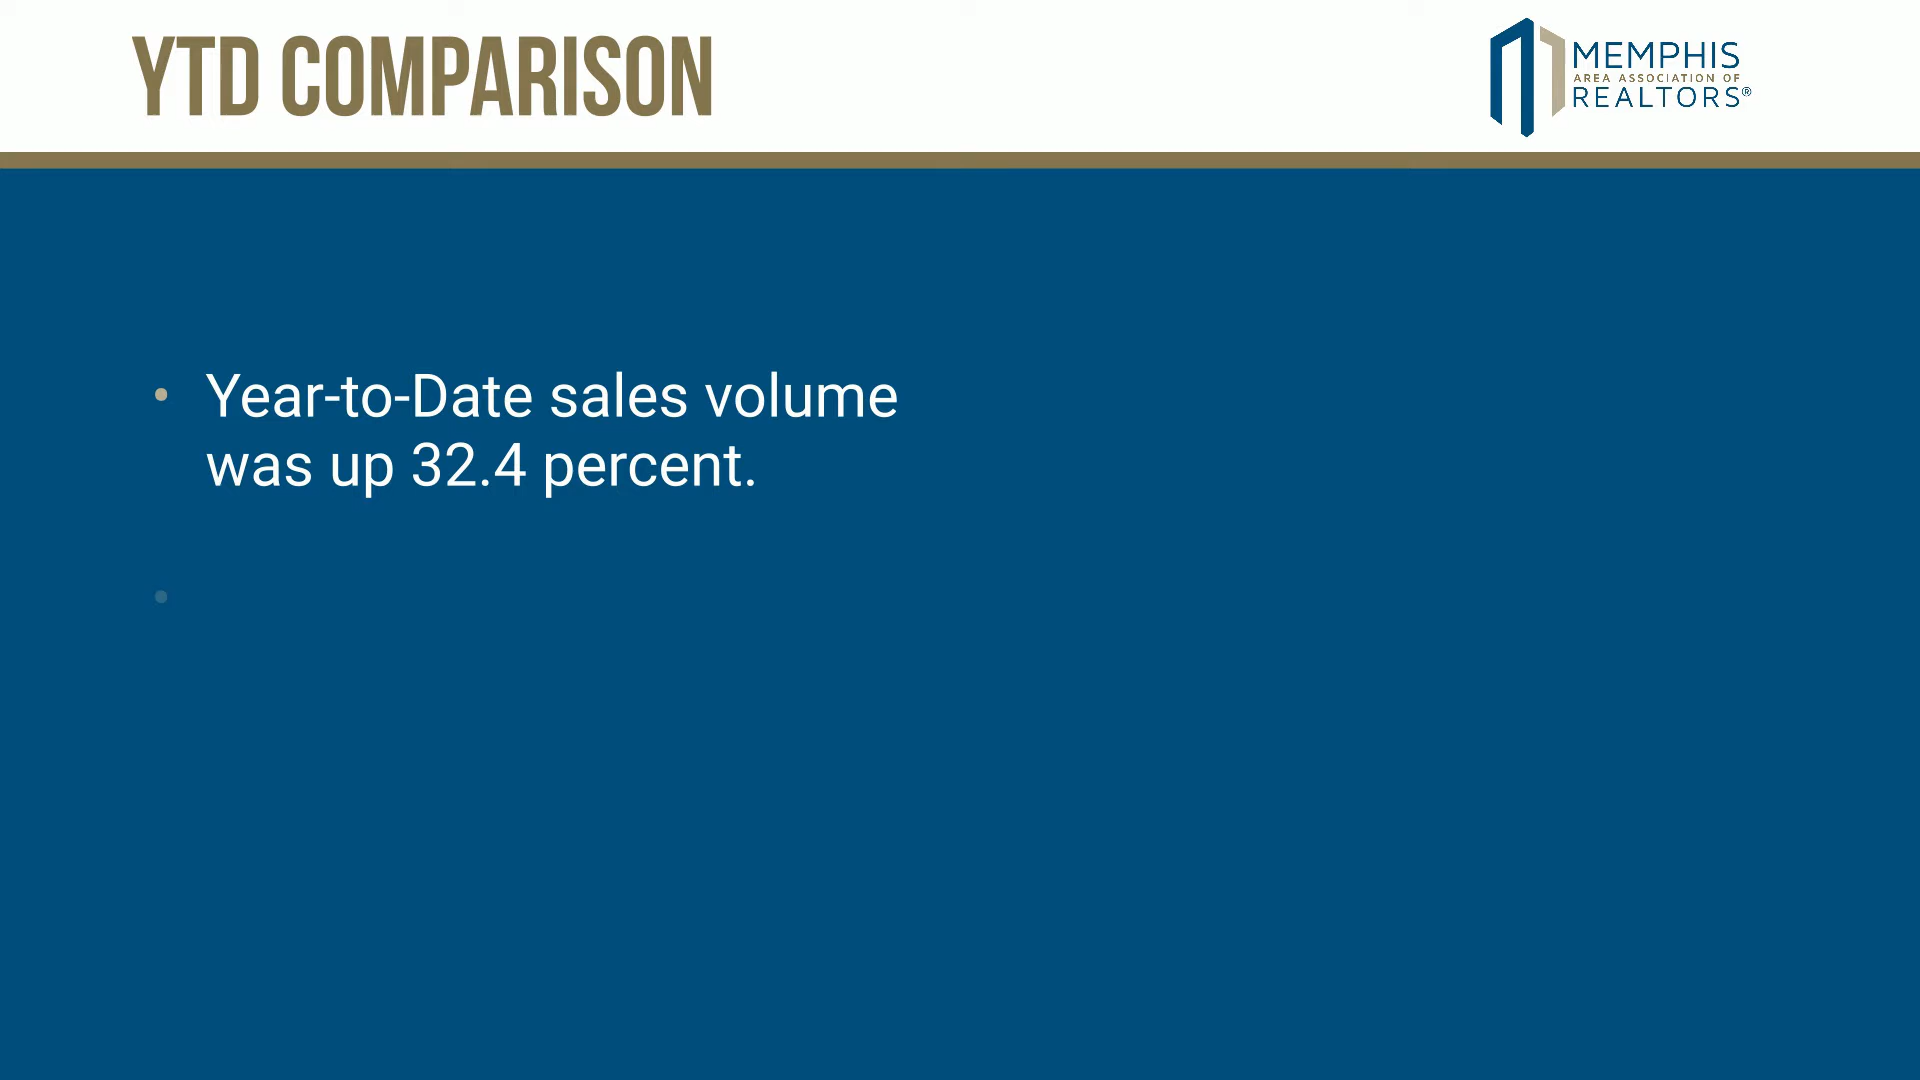 YTD COMPARISON
MEMPHIS
AREA ASSOCIATION OF
REALTORS®
• Year-to-Date sales volume
was up 32.4 percent.
•